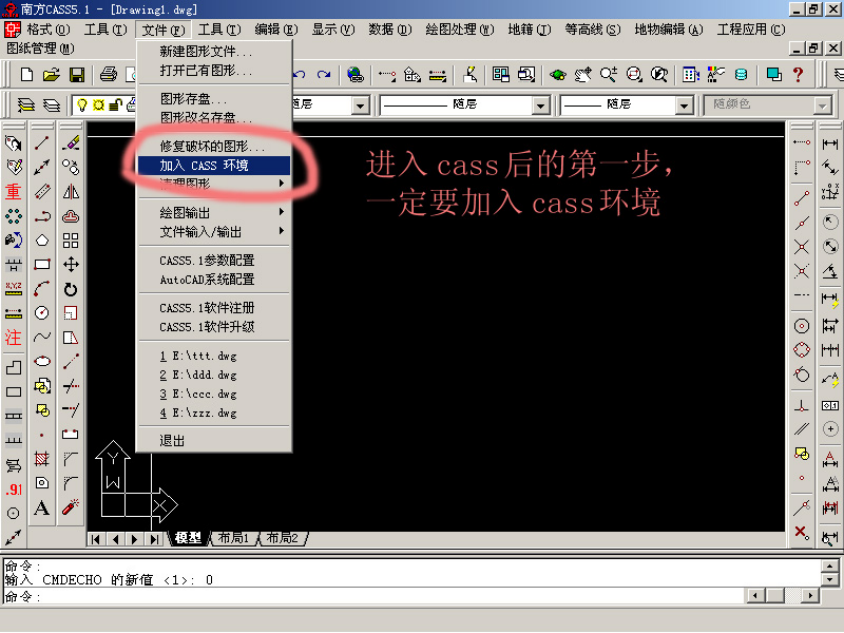 南方CASS5.1 - [Drawing1.dwg]
格式(O) 工具(T) 文件(F) 工具(T) 编辑(E) 显示(V) 数据(D) 绘图处理(W) 地籍(J) 等高线(S) 地物编辑(A) 工程应用(C)
图纸管理(M)
新建图形文件...
打开已有图形...
图形存盘...
图形改名存盘...
修复破坏的图形...
加入 CASS 环境
清理图形
绘图输出
文件输入/输出
CASS5.1参数配置
AutoCAD系统配置
CASS5.1软件注册
CASS5.1软件升级
1 E:\ttt.dwg
2 E:\ddd.dwg
3 E:\ccc.dwg
4 E:\zzz.dwg
退出
随层
随层
随层
随颜色
进入 cass 后的第一步，
一定要加入 cass 环境
重
X,Y,Z
注
.91
A
Y
W
X
模型
布局1
布局2
命令:
输入 CMDECHO 的新值 <1>: 0
命令: